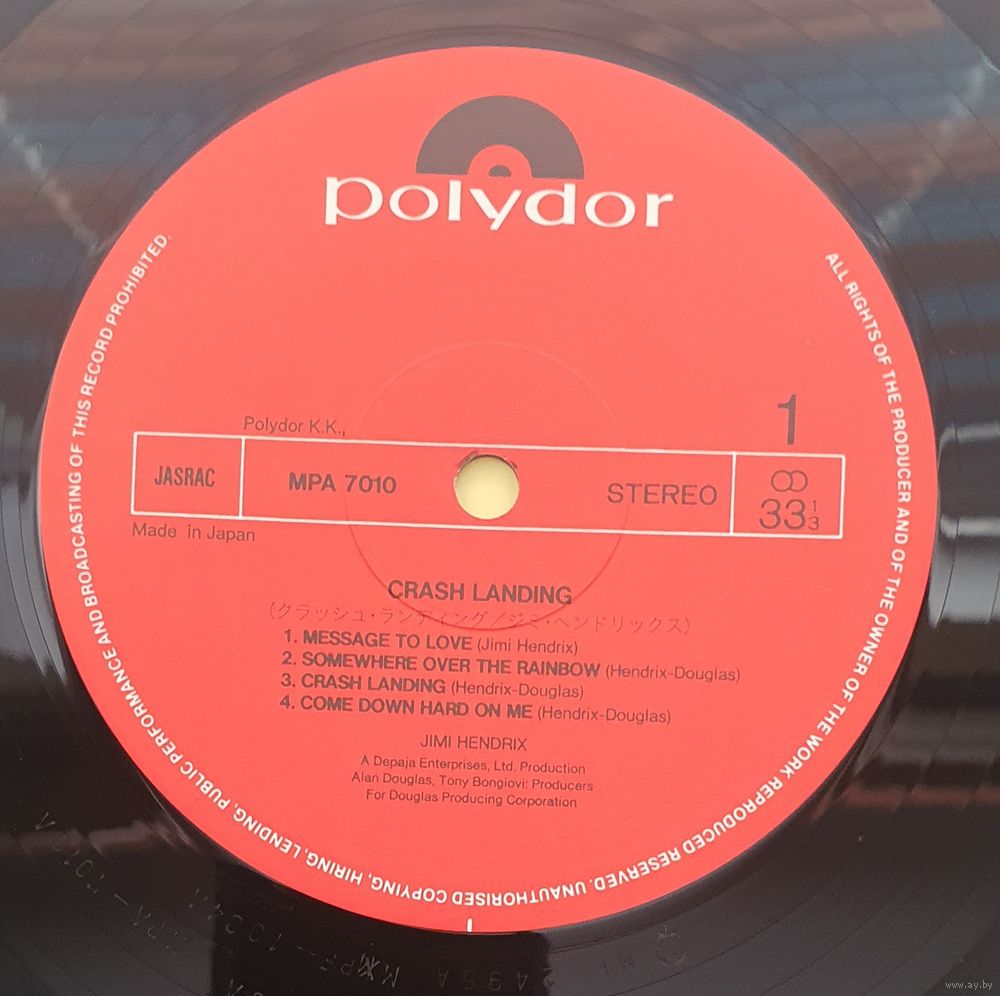 polydor
ALL RIGHTS OF THE PRODUCER AND OF THE OWNER OF THE WORK REPRODUCED RESERVED. UNAUTHORISED COPYING, HIRING, LENDING, PUBLIC PERFORMANCE AND BROADCASTING OF THIS RECORD PROHIBITED.
1
Polydor K.K.,
JASRAC MPA 7010 STEREO 33 1/3
Made in Japan
CRASH LANDING
(クラッシュ・ランディング/ジミ・ヘンドリックス)
1. MESSAGE TO LOVE (Jimi Hendrix)
2. SOMEWHERE OVER THE RAINBOW (Hendrix-Douglas)
3. CRASH LANDING (Hendrix-Douglas)
4. COME DOWN HARD ON ME (Hendrix-Douglas)
JIMI HENDRIX
A Depaja Enterprises, Ltd. Production
Alan Douglas, Tony Bongiovi: Producers
For Douglas Producing Corporation
www.ay.by